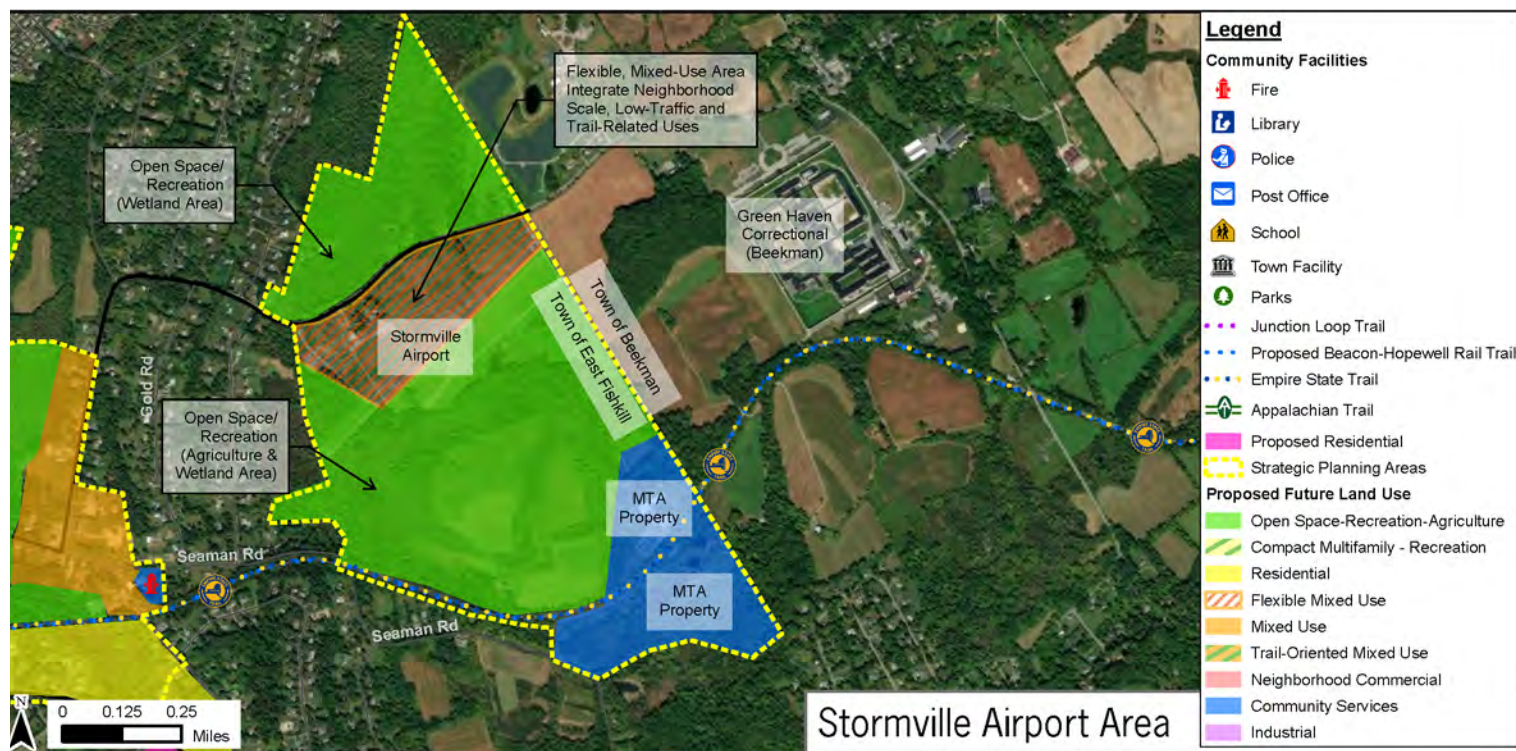 Flexible, Mixed-Use Area
Integrate Neighborhood
Scale, Low-Traffic and
Trail-Related Uses
Open Space/
Recreation
(Wetland Area)
Green Haven
Correctional
(Beekman)
Town of Beekman
Town of East Fishkill
Stormville
Airport
Gold Rd
Open Space/
Recreation
(Agriculture &
Wetland Area)
MTA
Property
Seaman Rd
MTA
Property
Seaman Rd
N
0 0.125 0.25
Miles
Stormville Airport Area
Legend
Community Facilities
Fire
Library
Police
Post Office
School
Town Facility
Parks
Junction Loop Trail
Proposed Beacon-Hopewell Rail Trail
Empire State Trail
Appalachian Trail
Proposed Residential
Strategic Planning Areas
Proposed Future Land Use
Open Space-Recreation-Agriculture
Compact Multifamily - Recreation
Residential
Flexible Mixed Use
Mixed Use
Trail-Oriented Mixed Use
Neighborhood Commercial
Community Services
Industrial